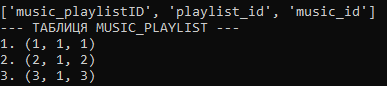 ['music_playlistID', 'playlist_id', 'music_id']
--- ТАБЛИЦЯ MUSIC_PLAYLIST ---
1. (1, 1, 1)
2. (2, 1, 2)
3. (3, 1, 3)